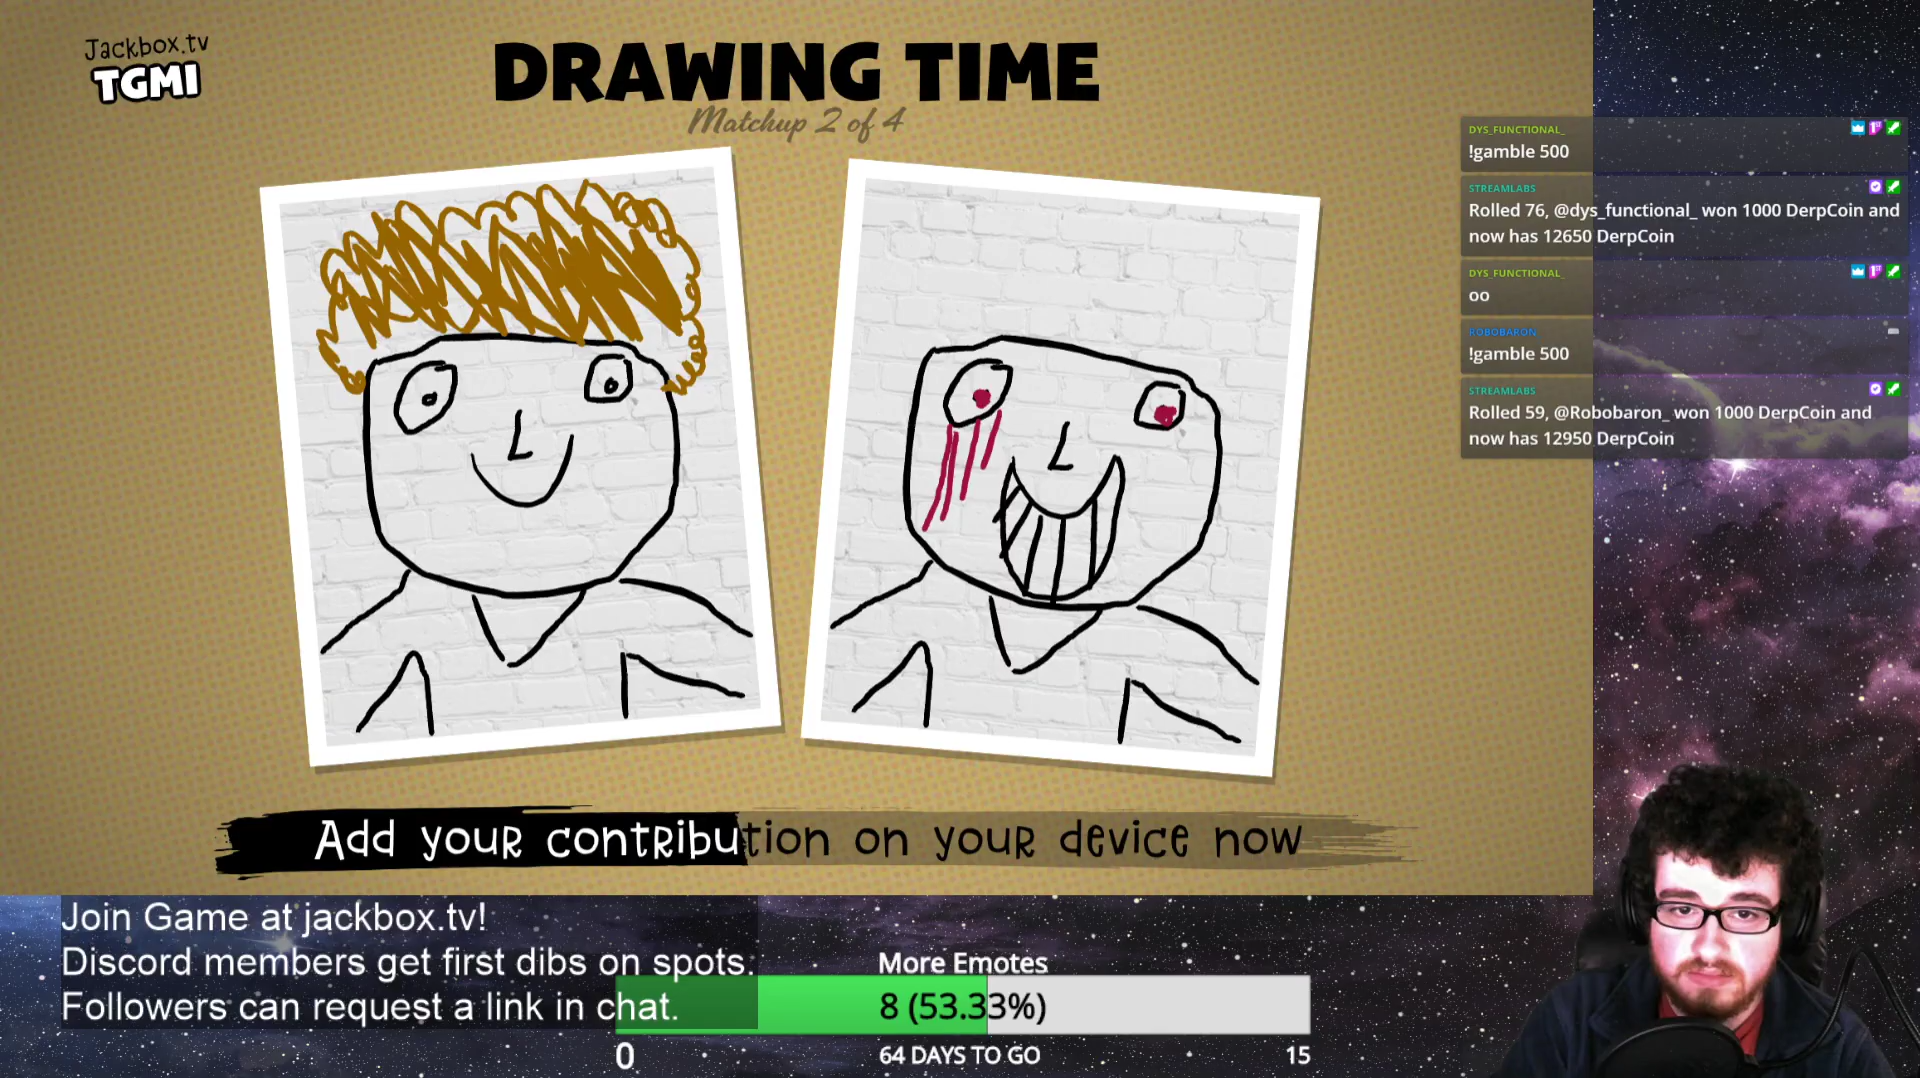 Jackbox.tv
TGMI
DRAWING TIME
Matchup 2 of 4
Add your contribution on your device now
DYS_FUNCTIONAL_
!gamble 500
STREAMLABS
Rolled 76, @dys_functional_ won 1000 DerpCoin and
now has 12650 DerpCoin
DYS_FUNCTIONAL_
oo
ROBOBARON_
!gamble 500
STREAMLABS
Rolled 59, @Robobaron_ won 1000 DerpCoin and
now has 12950 DerpCoin
Join Game at jackbox.tv!
Discord members get first dibs on spots.
Followers can request a link in chat.
More Emotes
8 (53.33%)
0
64 DAYS TO GO
15